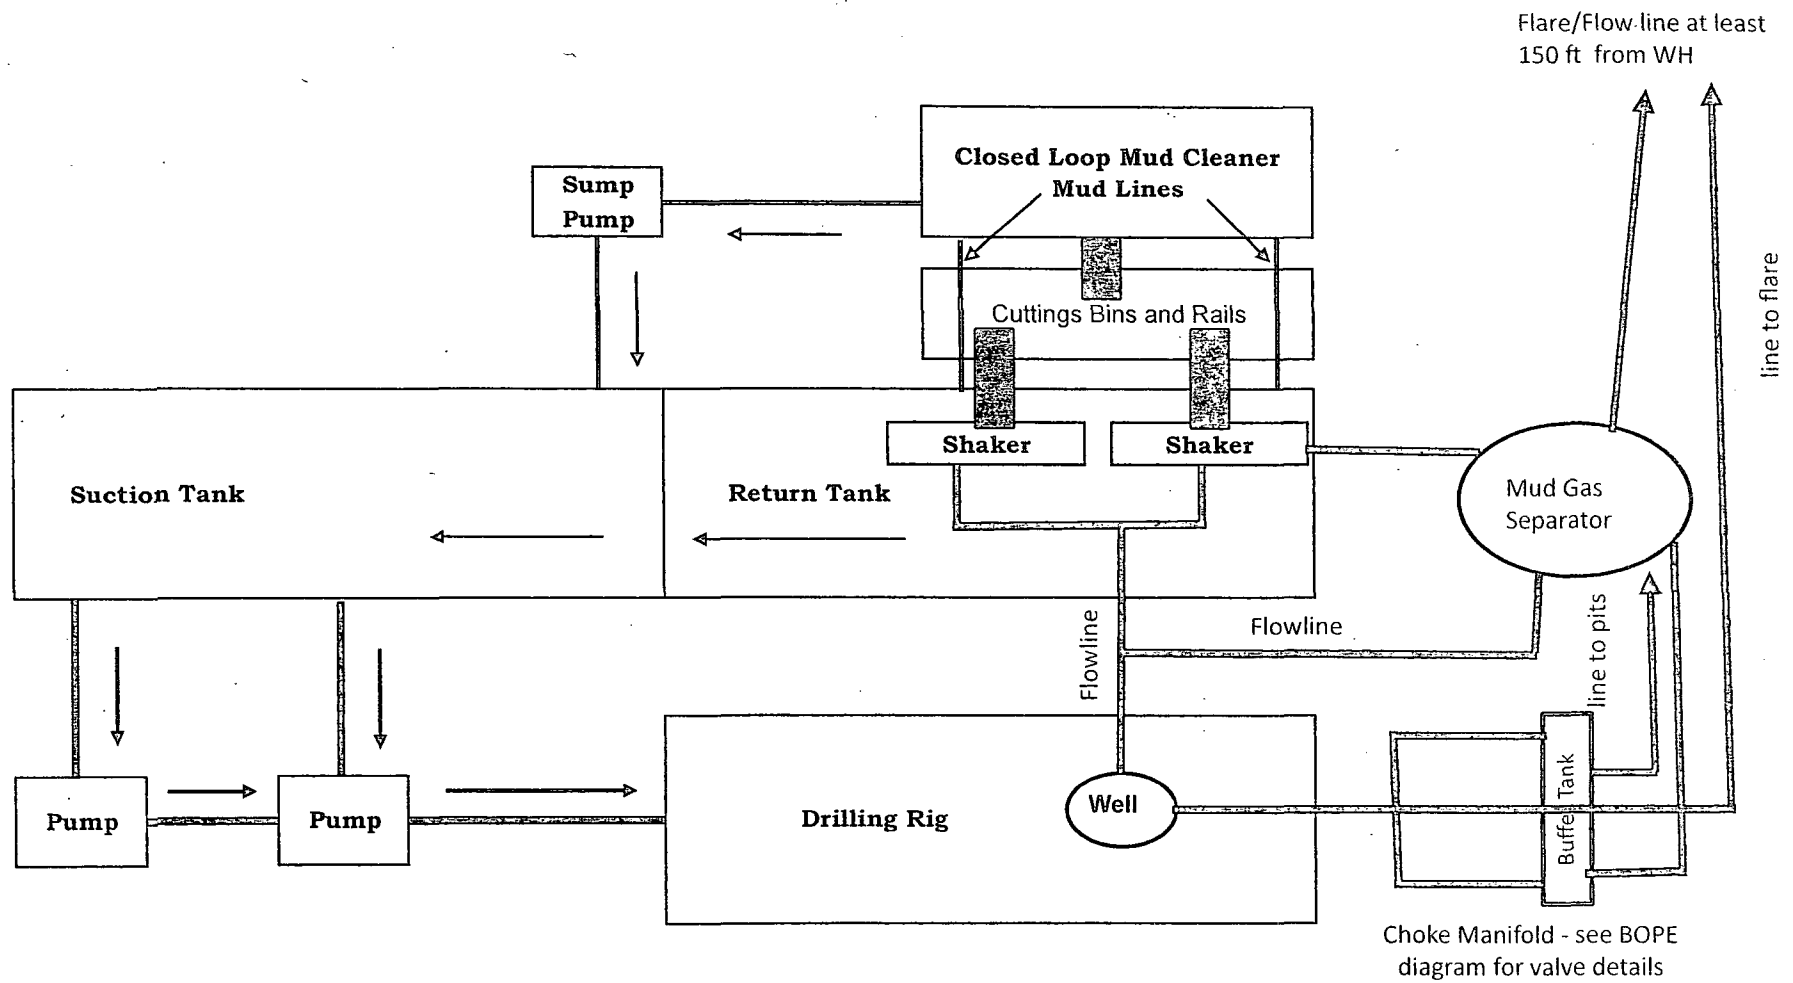 Flare/Flow line at least
150 ft from WH
Closed Loop Mud Cleaner
Mud Lines
Sump
Pump
line to flare
Cuttings Bins and Rails
Shaker
Shaker
Suction Tank
Return Tank
Mud Gas
Separator
Flowline
Flowline
line to pits
Pump
Pump
Drilling Rig
Well
Buffer Tank
Choke Manifold - see BOPE
diagram for valve details